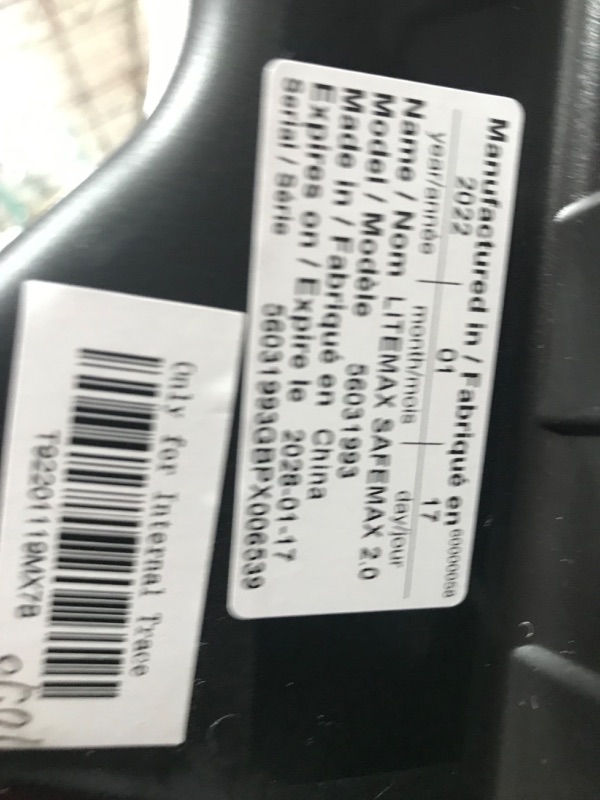 Manufactured in / Fabriqué en 60000058
year/année month/mois day/jour
2022 | 01 | 17
Name / Nom LITEMAX SAFEMAX 2.0
Model / Modèle 56031993
Made in / Fabriqué en China
Expires on / Expire le 2028-01-17
Serial / Série 56031993GBPX006539
Only for Internal Trace
T92201119WX7B